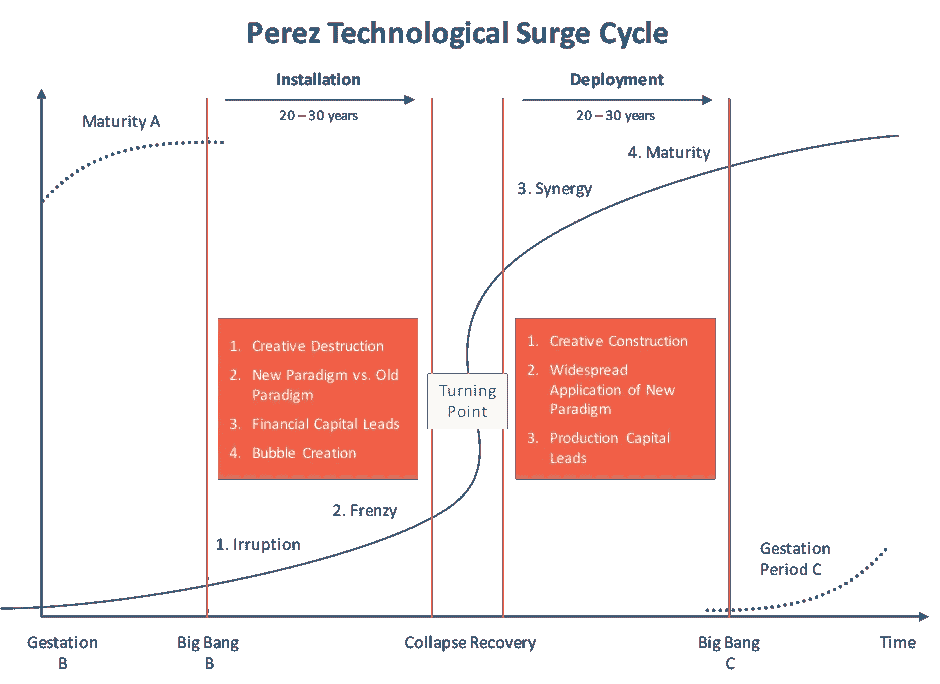 Perez Technological Surge Cycle
Installation
Deployment
20 – 30 years
20 – 30 years
Maturity A
4. Maturity
3. Synergy
1. Creative Destruction
2. New Paradigm vs. Old
Paradigm
3. Financial Capital Leads
4. Bubble Creation
Turning
Point
1. Creative Construction
2. Widespread
Application of New
Paradigm
3. Production Capital
Leads
2. Frenzy
1. Irruption
Gestation
Period C
Gestation
B
Big Bang
B
Collapse Recovery
Big Bang
C
Time